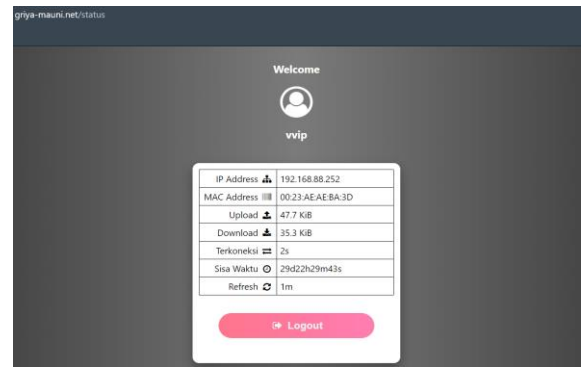 griya-mauni.net/status
Welcome
vvip
IP Address 192.168.88.252
MAC Address 00:23:AE:AE:BA:3D
Upload 47.7 KiB
Download 35.3 KiB
Terkoneksi 2s
Sisa Waktu 29d22h29m43s
Refresh 1m
Logout